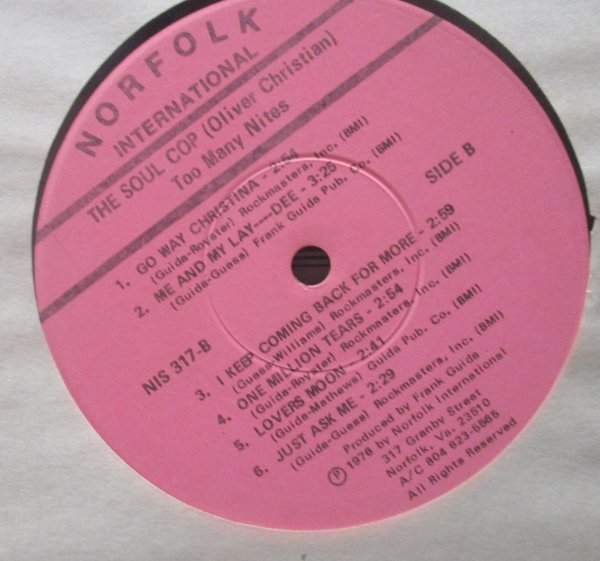 NORFOLK
INTERNATIONAL
THE SOUL COP (Oliver Christian)
Too Many Nites
SIDE B
1. GO WAY CHRISTINA - 2:54
(Guida-Royster) Rockmasters, Inc. (BMI)
2. ME AND MY LAY---DEE - 3:25
(Guida-Guess) Frank Guida Pub. Co. (BMI)
NIS 317-B
3. I KEEP COMING BACK FOR MORE - 2:59
(Guess-Williams) Rockmasters, Inc. (BMI)
4. ONE MILLION TEARS - 2:54
(Guida-Royster) Rockmasters, Inc. (BMI)
5. LOVERS MOON - 2:41
(Guida-Mathews) Guida Pub. Co. (BMI)
6. JUST ASK ME - 2:29
(Guida-Guess) Rockmasters, Inc. (BMI)
Produced by Frank Guida
Ⓟ 1976 by Norfolk International
317 Granby Street
Norfolk, Va. 23510
A/C 804 623-6565
All Rights Reserved